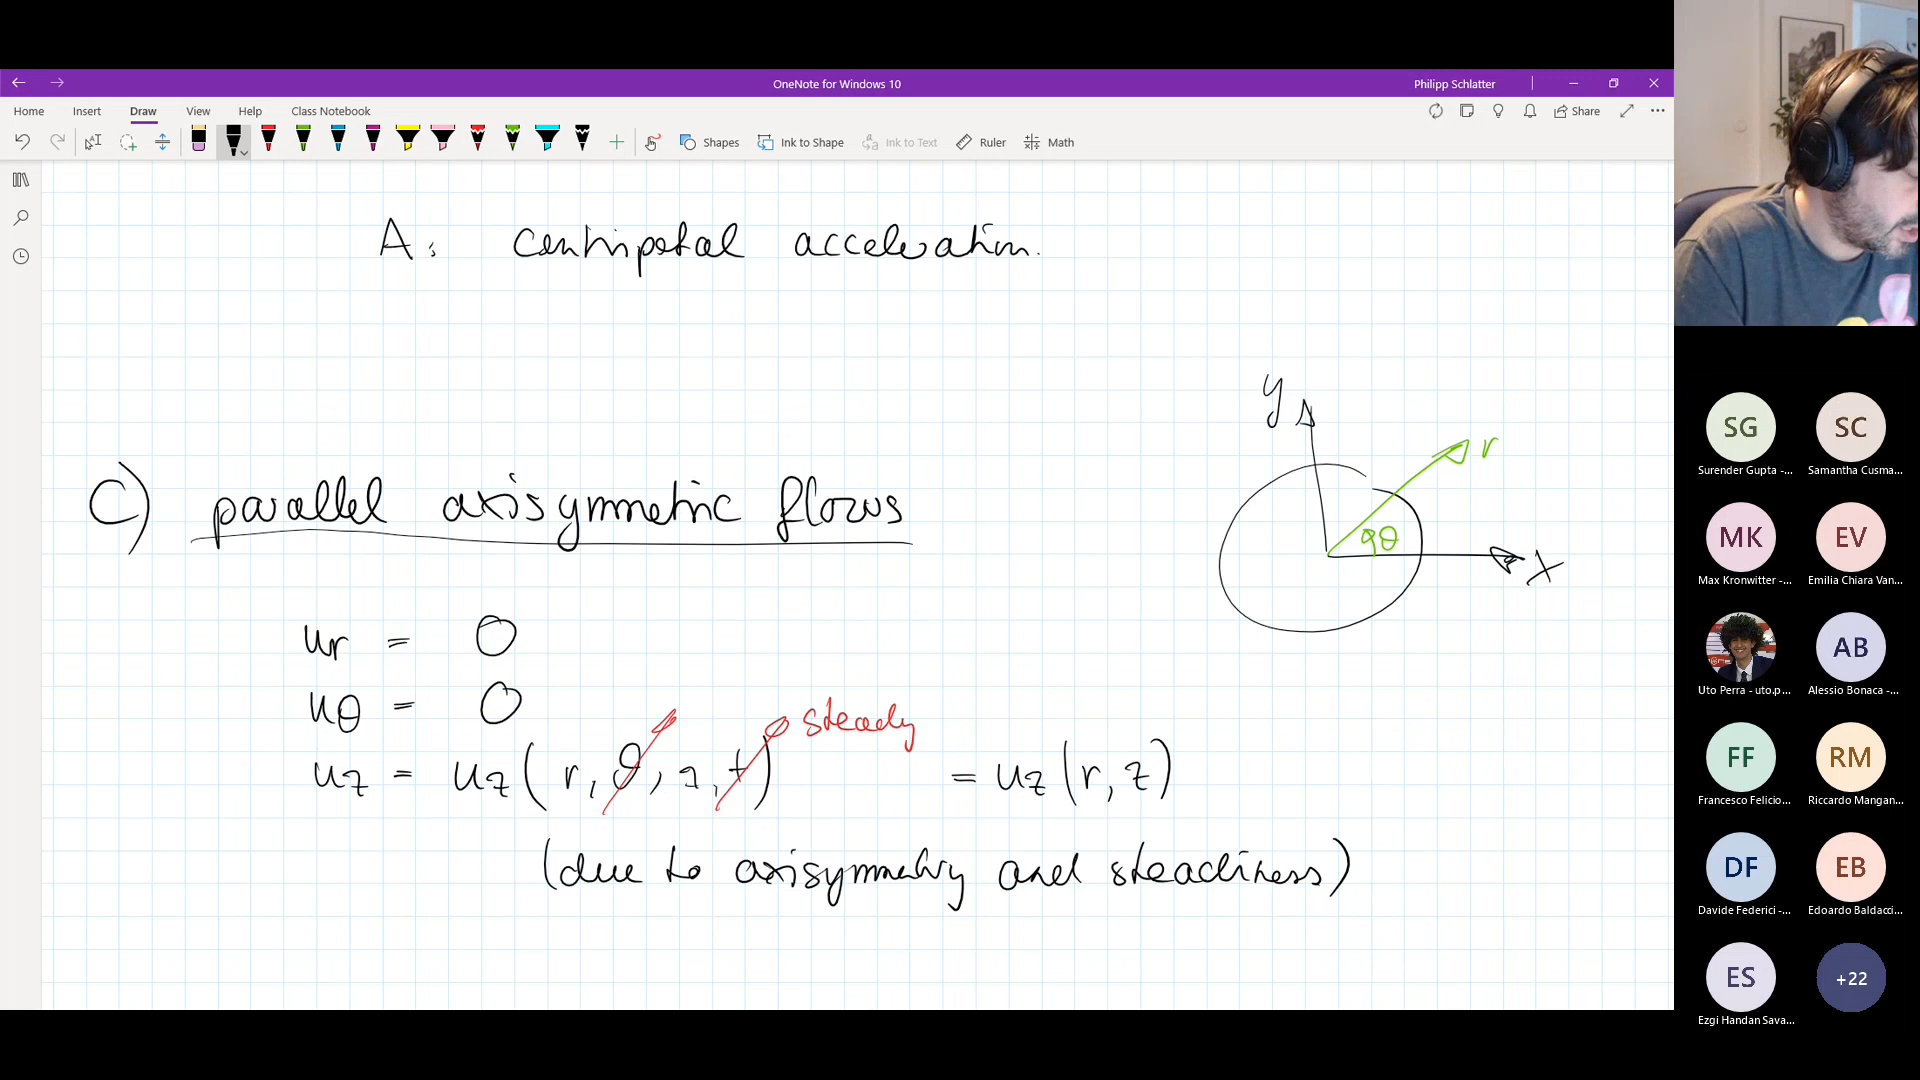 OneNote for Windows 10
Philipp Schlatter
Home Insert Draw View Help Class Notebook
Share
Shapes Ink to Shape Ink to Text Ruler Math
A: centripetal acceleration.
y
r
θ
x
C) parallel axisymmetric flows
ur = 0
uθ = 0
steady
uz = uz(r, θ, z, t) = uz(r, z)
(due to axisymmetry and steadiness)
SG SC
Surender Gupta -... Samantha Cusma...
MK EV
Max Kronwitter -... Emilia Chiara Van...
AB
Uto Perra - uto.p... Alessio Bonaca -...
FF RM
Francesco Felicio... Riccardo Mangan...
DF EB
Davide Federici -... Edoardo Baldacci...
ES +22
Ezgi Handan Sava...